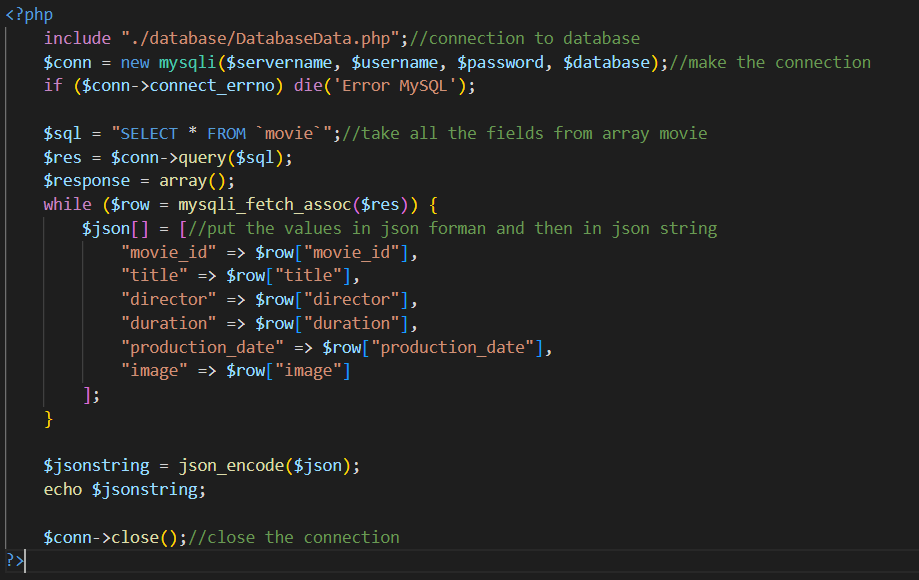 <?php
include "./database/DatabaseData.php";//connection to database
$conn = new mysqli($servername, $username, $password, $database);//make the connection
if ($conn->connect_errno) die('Error MySQL');
$sql = "SELECT * FROM `movie`";//take all the fields from array movie
$res = $conn->query($sql);
$response = array();
while ($row = mysqli_fetch_assoc($res)) {
$json[] = [//put the values in json forman and then in json string
"movie_id" => $row["movie_id"],
"title" => $row["title"],
"director" => $row["director"],
"duration" => $row["duration"],
"production_date" => $row["production_date"],
"image" => $row["image"]
];
}
$jsonstring = json_encode($json);
echo $jsonstring;
$conn->close();//close the connection
?>